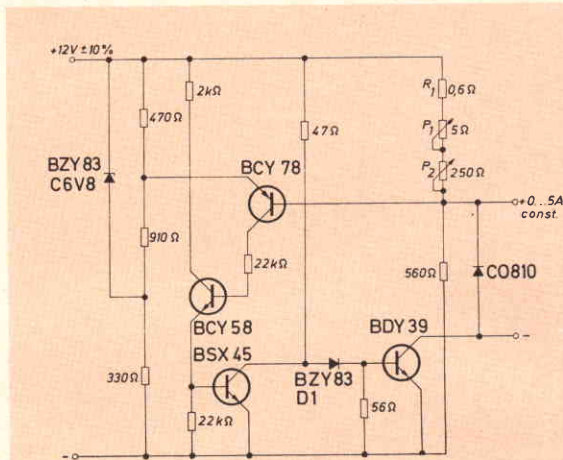 +12V ± 10%
470Ω
2kΩ
R1 0,6Ω
P1 5Ω
47Ω
P2 250Ω
BZY 83
C6V8
BCY 78
+0...5A
const.
910Ω
22kΩ
560Ω
CO810
BCY 58
BSX 45
BDY 39
-
330Ω
BZY 83
D1
22kΩ
56Ω
-